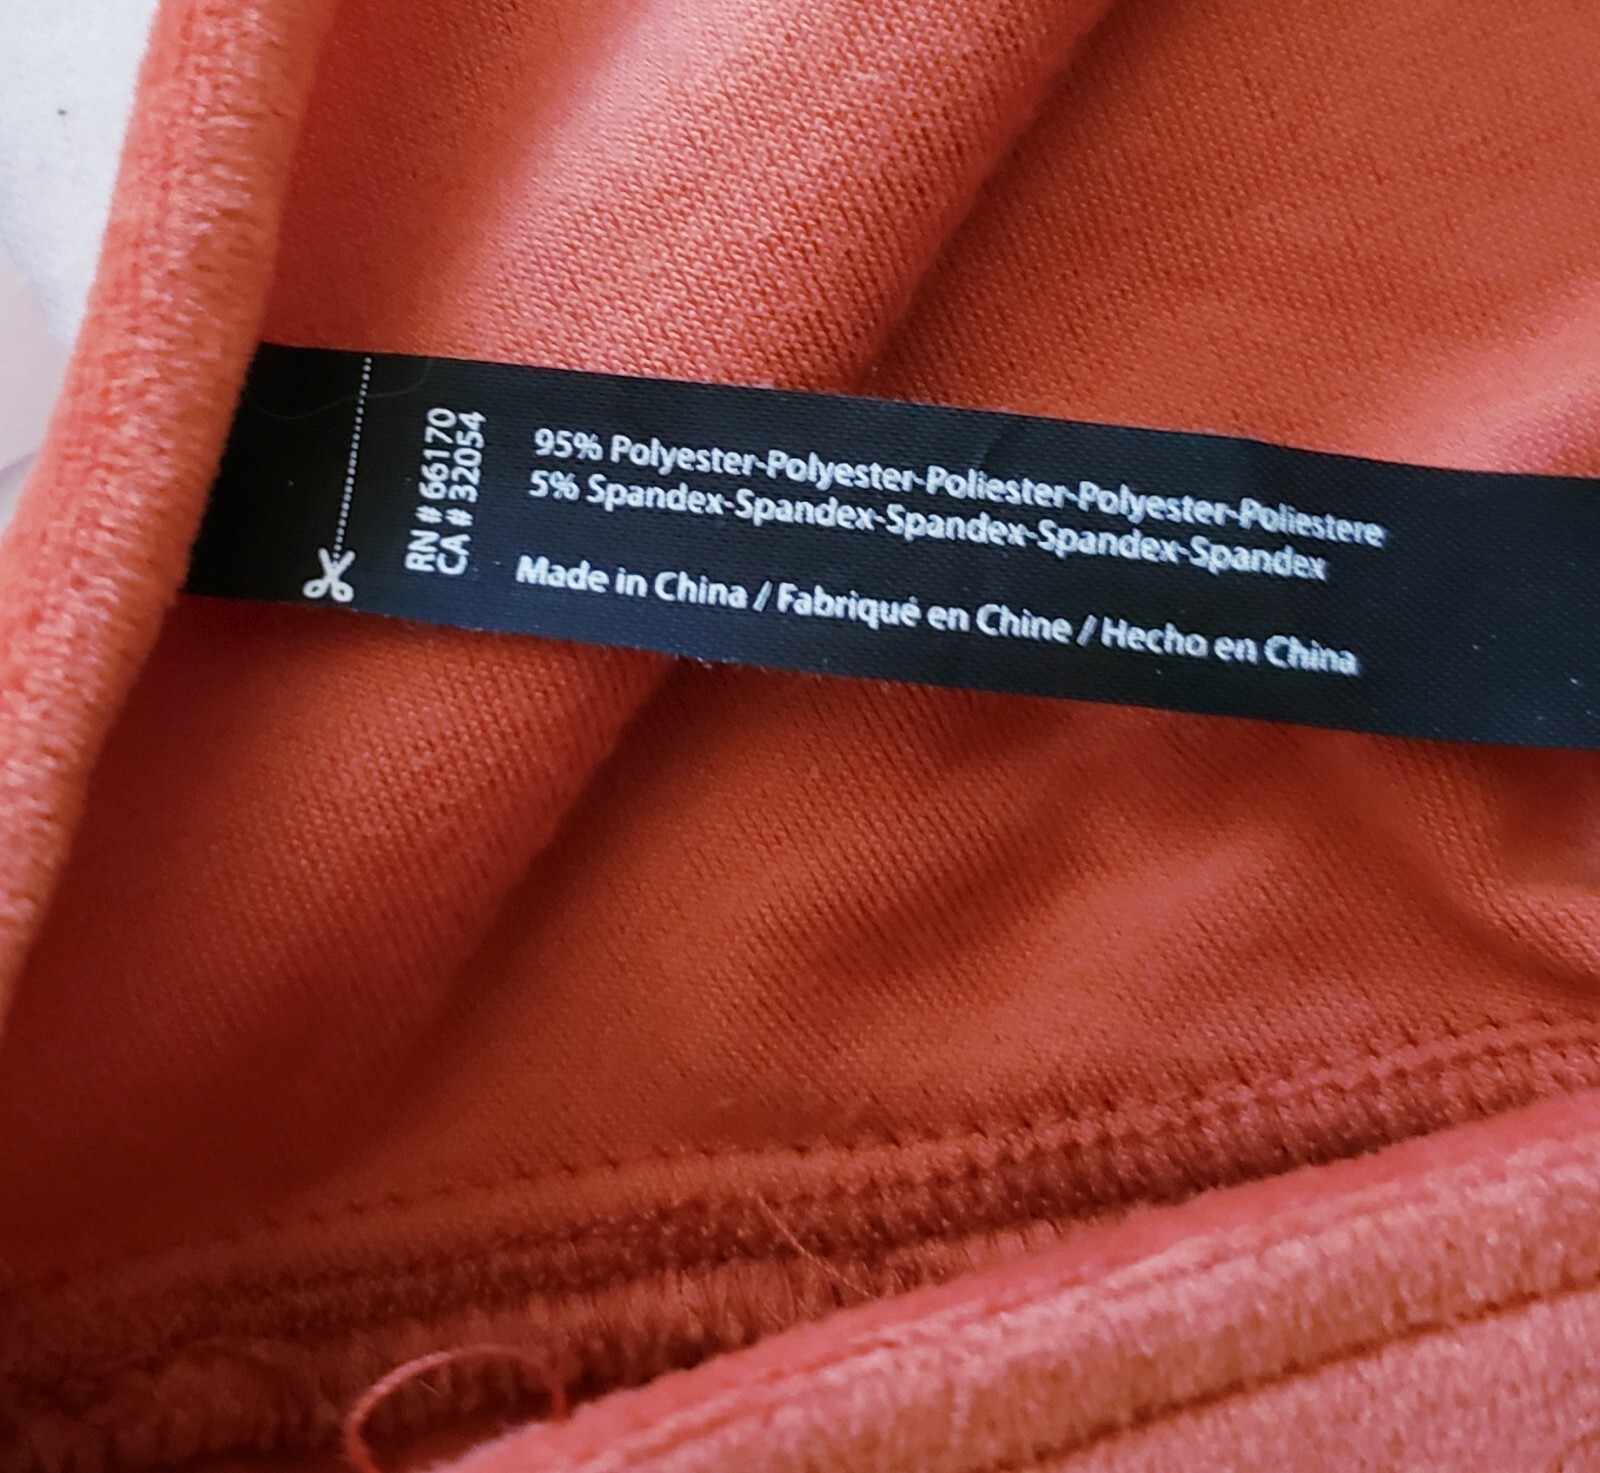 RN # 66170
CA # 32054
95% Polyester-Polyester-Poliester-Polyester-Poliestere
5% Spandex-Spandex-Spandex-Spandex-Spandex
Made in China / Fabriqué en Chine / Hecho en China